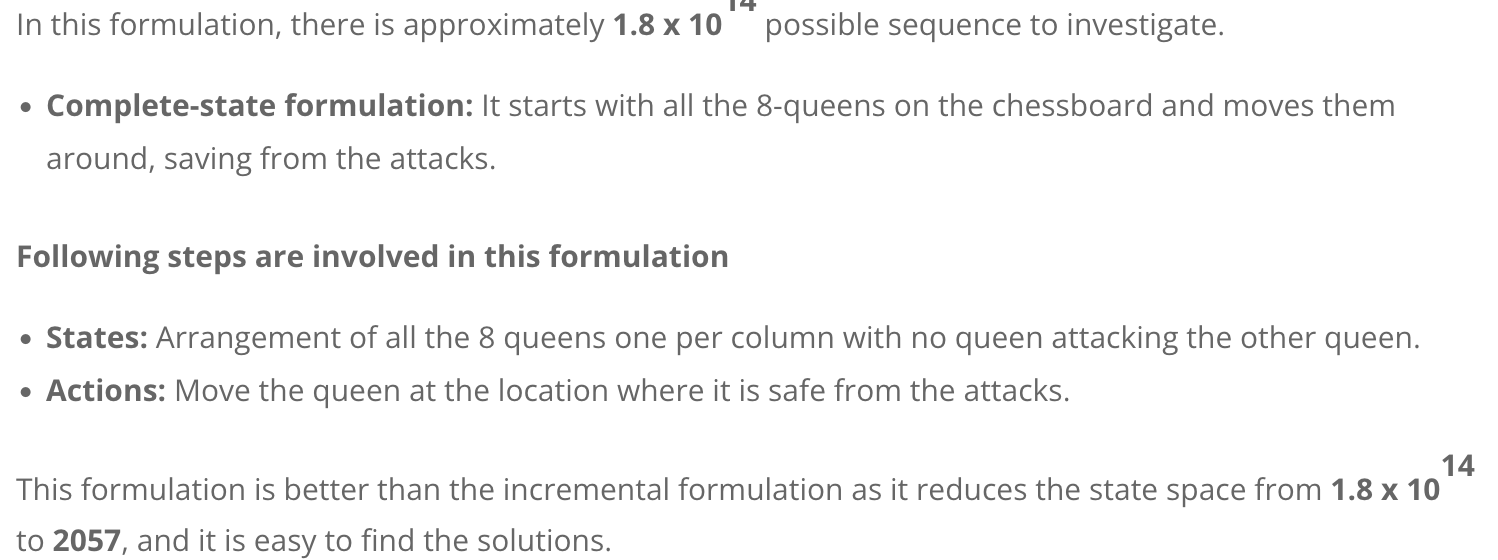 In this formulation, there is approximately 1.8 x 10¹⁴ possible sequence to investigate.
• Complete-state formulation: It starts with all the 8-queens on the chessboard and moves them
around, saving from the attacks.
Following steps are involved in this formulation
• States: Arrangement of all the 8 queens one per column with no queen attacking the other queen.
• Actions: Move the queen at the location where it is safe from the attacks.
This formulation is better than the incremental formulation as it reduces the state space from 1.8 x 10¹⁴
to 2057, and it is easy to find the solutions.